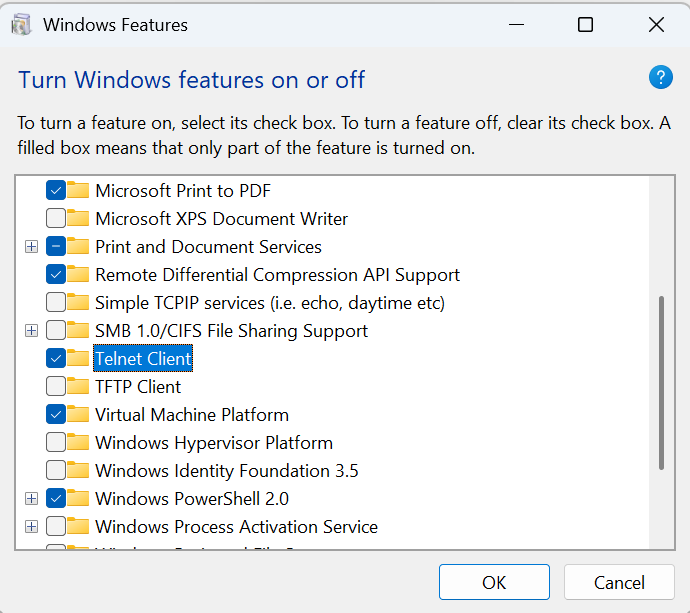 Windows Features
Turn Windows features on or off
?
To turn a feature on, select its check box. To turn a feature off, clear its check box. A
filled box means that only part of the feature is turned on.
Microsoft Print to PDF
Microsoft XPS Document Writer
Print and Document Services
Remote Differential Compression API Support
Simple TCPIP services (i.e. echo, daytime etc)
SMB 1.0/CIFS File Sharing Support
Telnet Client
TFTP Client
Virtual Machine Platform
Windows Hypervisor Platform
Windows Identity Foundation 3.5
Windows PowerShell 2.0
Windows Process Activation Service
OK
Cancel